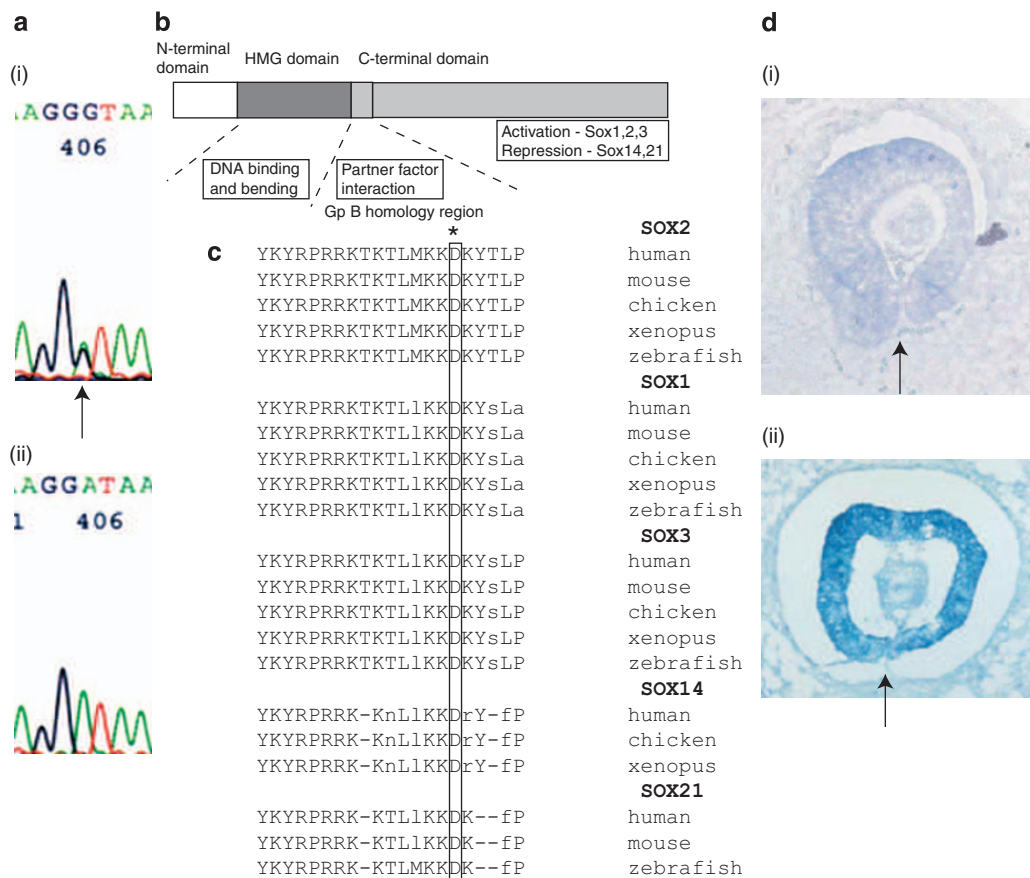 a
(i)
AAGGGTAA
406
(ii)
AAGGATAA
1 406
b
N-terminal
domain
HMG domain
C-terminal domain
Activation - Sox1,2,3
Repression - Sox14,21
DNA binding
and bending
Partner factor
interaction
Gp B homology region
*
c
SOX2
YKYRPRRKTKTLMKKDKYTLP human
YKYRPRRKTKTLMKKDKYTLP mouse
YKYRPRRKTKTLMKKDKYTLP chicken
YKYRPRRKTKTLMKKDKYTLP xenopus
YKYRPRRKTKTLMKKDKYTLP zebrafish
SOX1
YKYRPRRKTKTLlKKDKYsLa human
YKYRPRRKTKTLlKKDKYsLa mouse
YKYRPRRKTKTLlKKDKYsLa chicken
YKYRPRRKTKTLlKKDKYsLa xenopus
YKYRPRRKTKTLlKKDKYsLa zebrafish
SOX3
YKYRPRRKTKTLlKKDKYsLP human
YKYRPRRKTKTLlKKDKYsLP mouse
YKYRPRRKTKTLlKKDKYsLP chicken
YKYRPRRKTKTLlKKDKYsLP xenopus
YKYRPRRKTKTLlKKDKYsLP zebrafish
SOX14
YKYRPRRK-KnLlKKDrY-fP human
YKYRPRRK-KnLlKKDrY-fP chicken
YKYRPRRK-KnLlKKDrY-fP xenopus
SOX21
YKYRPRRK-KTLlKKDK--fP human
YKYRPRRK-KTLlKKDK--fP mouse
YKYRPRRK-KTLMKKDK--fP zebrafish
d
(i)
(ii)